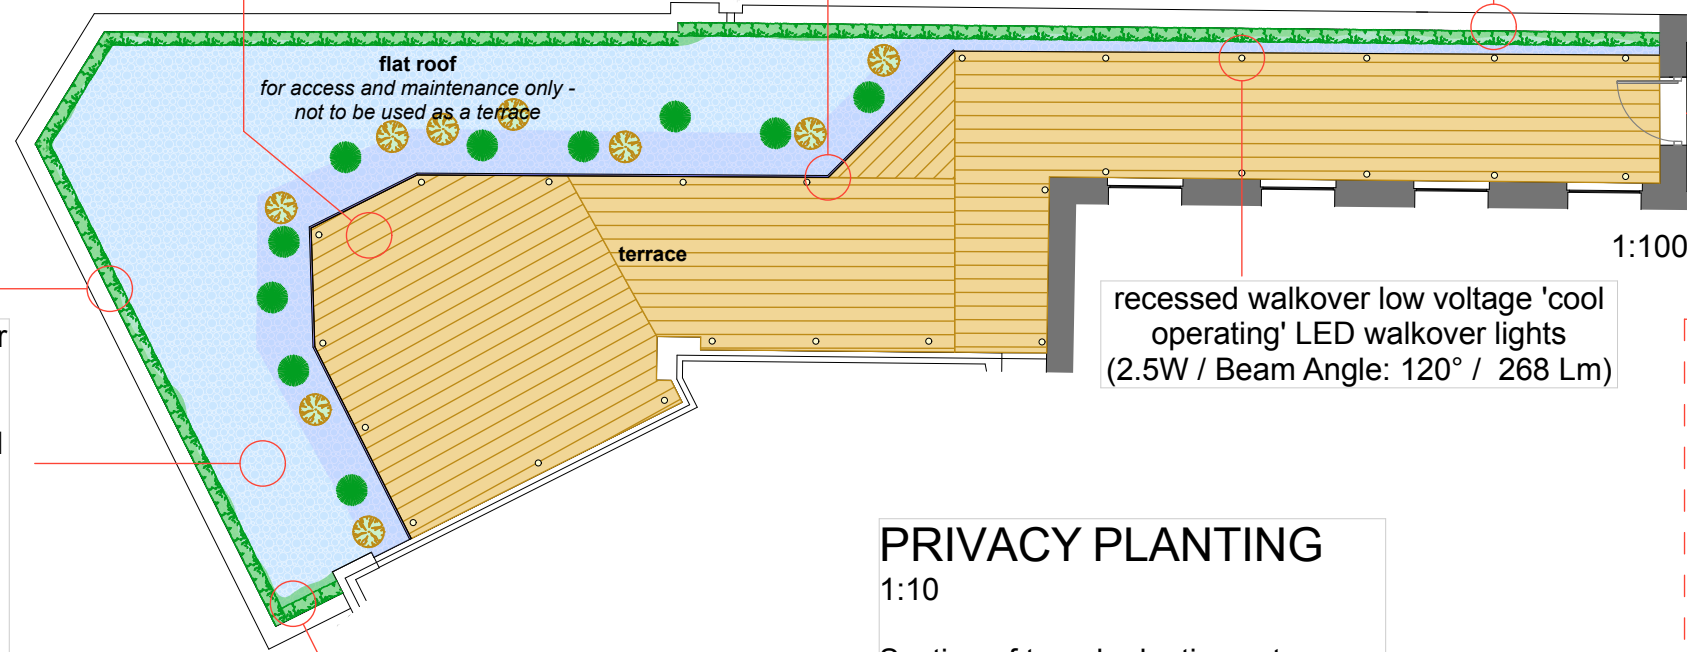 flat roof
for access and maintenance only -
not to be used as a terrace
terrace
1:100
recessed walkover low voltage 'cool
operating' LED walkover lights
(2.5W / Beam Angle: 120° / 268 Lm)
PRIVACY PLANTING
1:10